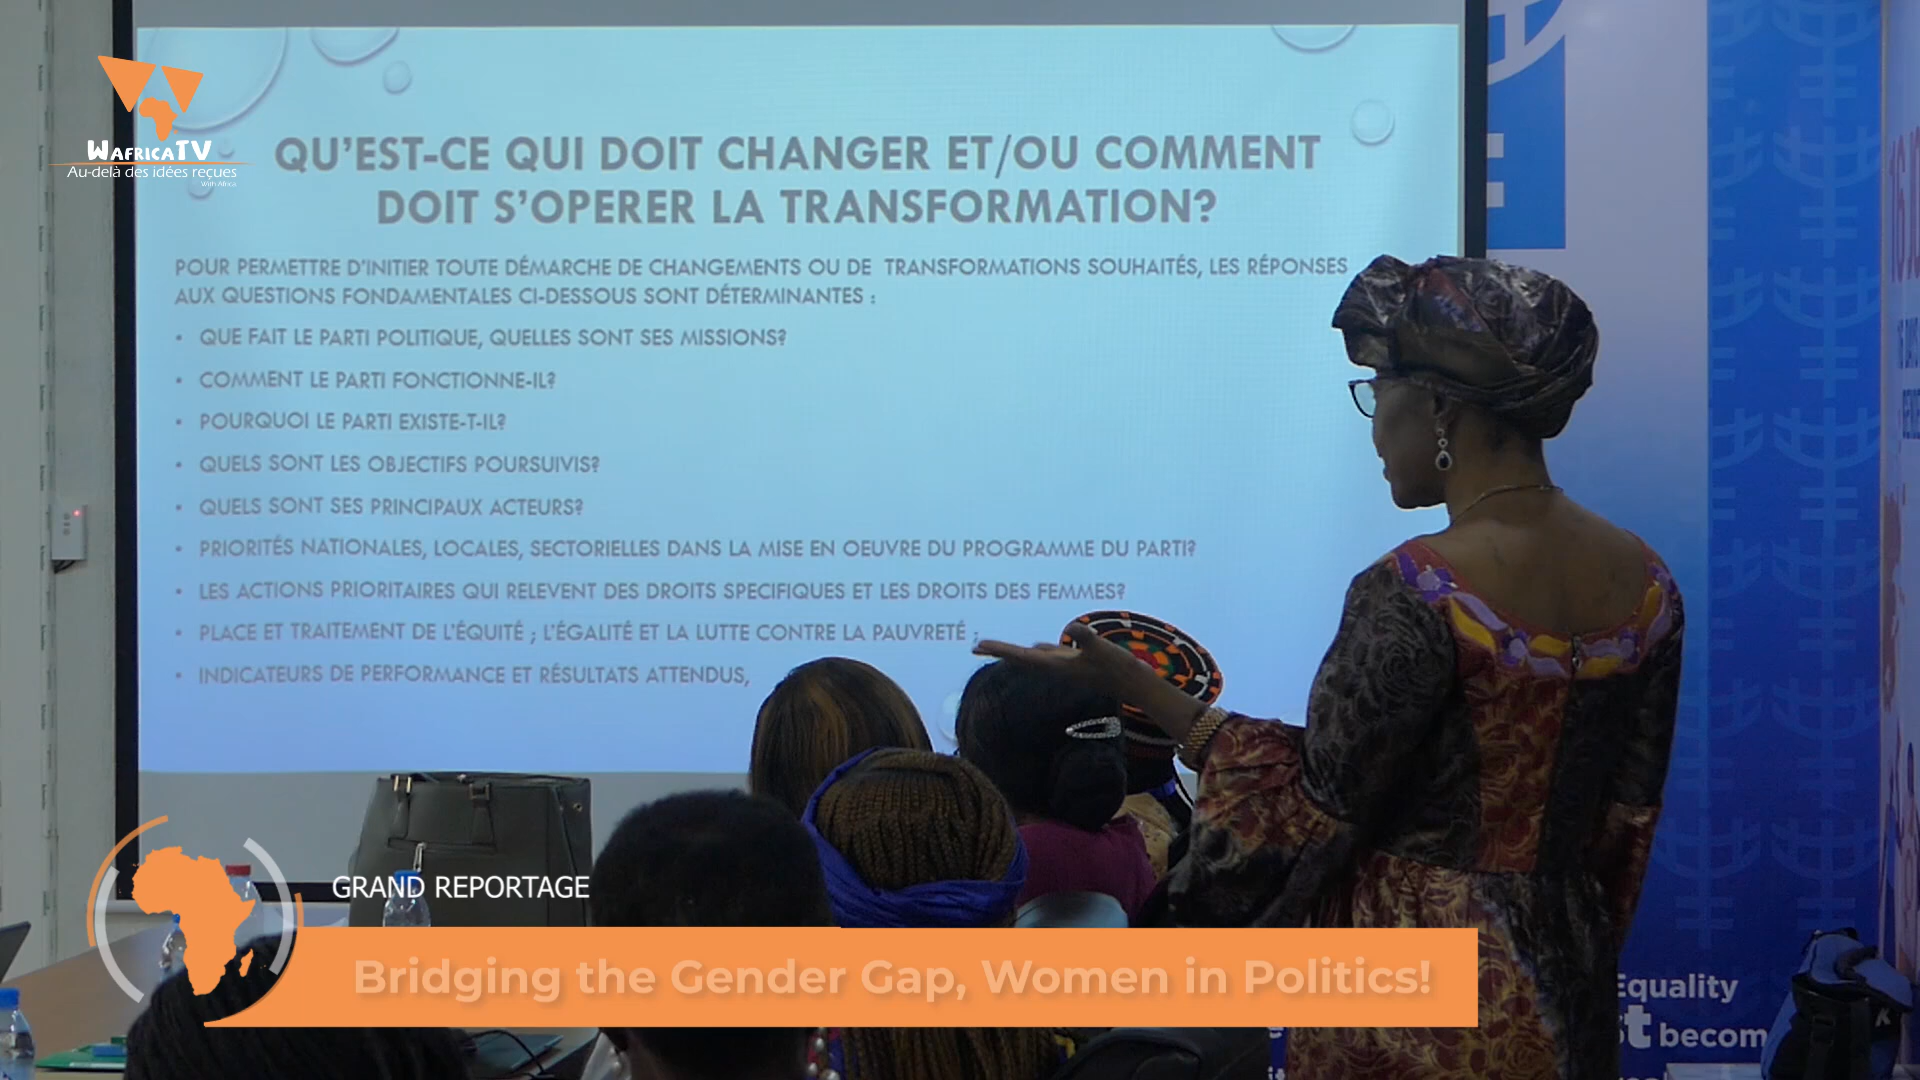 WAFRICATV
Au-delà des idées reçues
With Africa
QU'EST-CE QUI DOIT CHANGER ET/OU COMMENT
DOIT S'OPERER LA TRANSFORMATION?
POUR PERMETTRE D'INITIER TOUTE DÉMARCHE DE CHANGEMENTS OU DE TRANSFORMATIONS SOUHAITÉS, LES RÉPONSES
AUX QUESTIONS FONDAMENTALES CI-DESSOUS SONT DÉTERMINANTES :
• QUE FAIT LE PARTI POLITIQUE, QUELLES SONT SES MISSIONS?
• COMMENT LE PARTI FONCTIONNE-IL?
• POURQUOI LE PARTI EXISTE-T-IL?
• QUELS SONT LES OBJECTIFS POURSUIVIS?
• QUELS SONT SES PRINCIPAUX ACTEURS?
• PRIORITÉS NATIONALES, LOCALES, SECTORIELLES DANS LA MISE EN OEUVRE DU PROGRAMME DU PARTI?
• LES ACTIONS PRIORITAIRES QUI RELEVENT DES DROITS SPECIFIQUES ET LES DROITS DES FEMMES?
• PLACE ET TRAITEMENT DE L'ÉQUITÉ ; L'ÉGALITÉ ET LA LUTTE CONTRE LA PAUVRETÉ ;
• INDICATEURS DE PERFORMANCE ET RÉSULTATS ATTENDUS,
GRAND REPORTAGE
Bridging the Gender Gap, Women in Politics!
Equality
becom